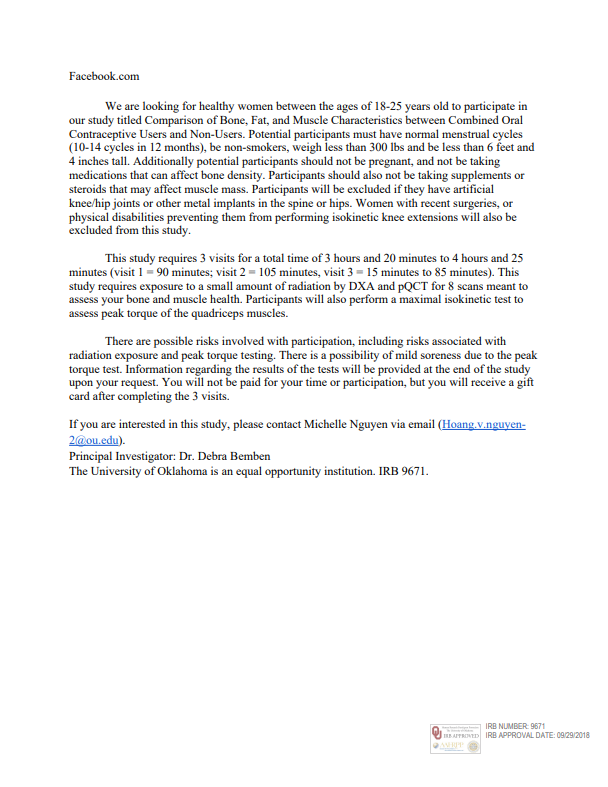 Facebook.com
We are looking for healthy women between the ages of 18-25 years old to participate in
our study titled Comparison of Bone, Fat, and Muscle Characteristics between Combined Oral
Contraceptive Users and Non-Users. Potential participants must have normal menstrual cycles
(10-14 cycles in 12 months), be non-smokers, weigh less than 300 lbs and be less than 6 feet and
4 inches tall. Additionally potential participants should not be pregnant, and not be taking
medications that can affect bone density. Participants should also not be taking supplements or
steroids that may affect muscle mass. Participants will be excluded if they have artificial
knee/hip joints or other metal implants in the spine or hips. Women with recent surgeries, or
physical disabilities preventing them from performing isokinetic knee extensions will also be
excluded from this study.
This study requires 3 visits for a total time of 3 hours and 20 minutes to 4 hours and 25
minutes (visit 1 = 90 minutes; visit 2 = 105 minutes, visit 3 = 15 minutes to 85 minutes). This
study requires exposure to a small amount of radiation by DXA and pQCT for 8 scans meant to
assess your bone and muscle health. Participants will also perform a maximal isokinetic test to
assess peak torque of the quadriceps muscles.
There are possible risks involved with participation, including risks associated with
radiation exposure and peak torque testing. There is a possibility of mild soreness due to the peak
torque test. Information regarding the results of the tests will be provided at the end of the study
upon your request. You will not be paid for your time or participation, but you will receive a gift
card after completing the 3 visits.
If you are interested in this study, please contact Michelle Nguyen via email (Hoang.v.nguyen-
2@ou.edu).
Principal Investigator: Dr. Debra Bemben
The University of Oklahoma is an equal opportunity institution. IRB 9671.
IRB APPROVED
IRB NUMBER: 9671
IRB APPROVAL DATE: 09/29/2018